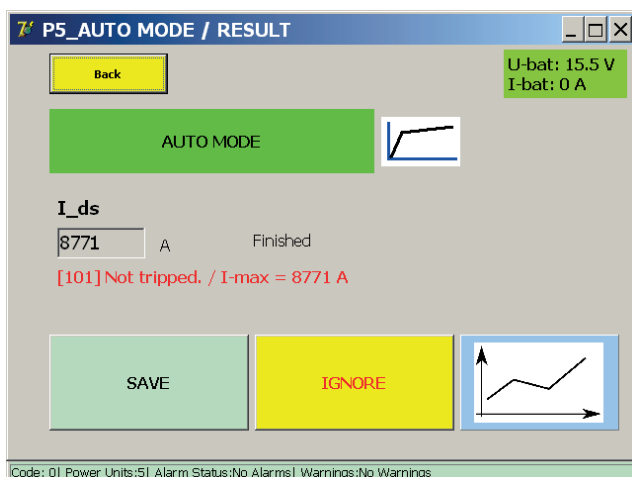 P5_AUTO MODE / RESULT
Back
U-bat: 15.5 V
I-bat: 0 A
AUTO MODE
I_ds
8771 A Finished
[101] Not tripped. / I-max = 8771 A
SAVE IGNORE
Code: 0| Power Units:5| Alarm Status:No Alarms| Warnings:No Warnings